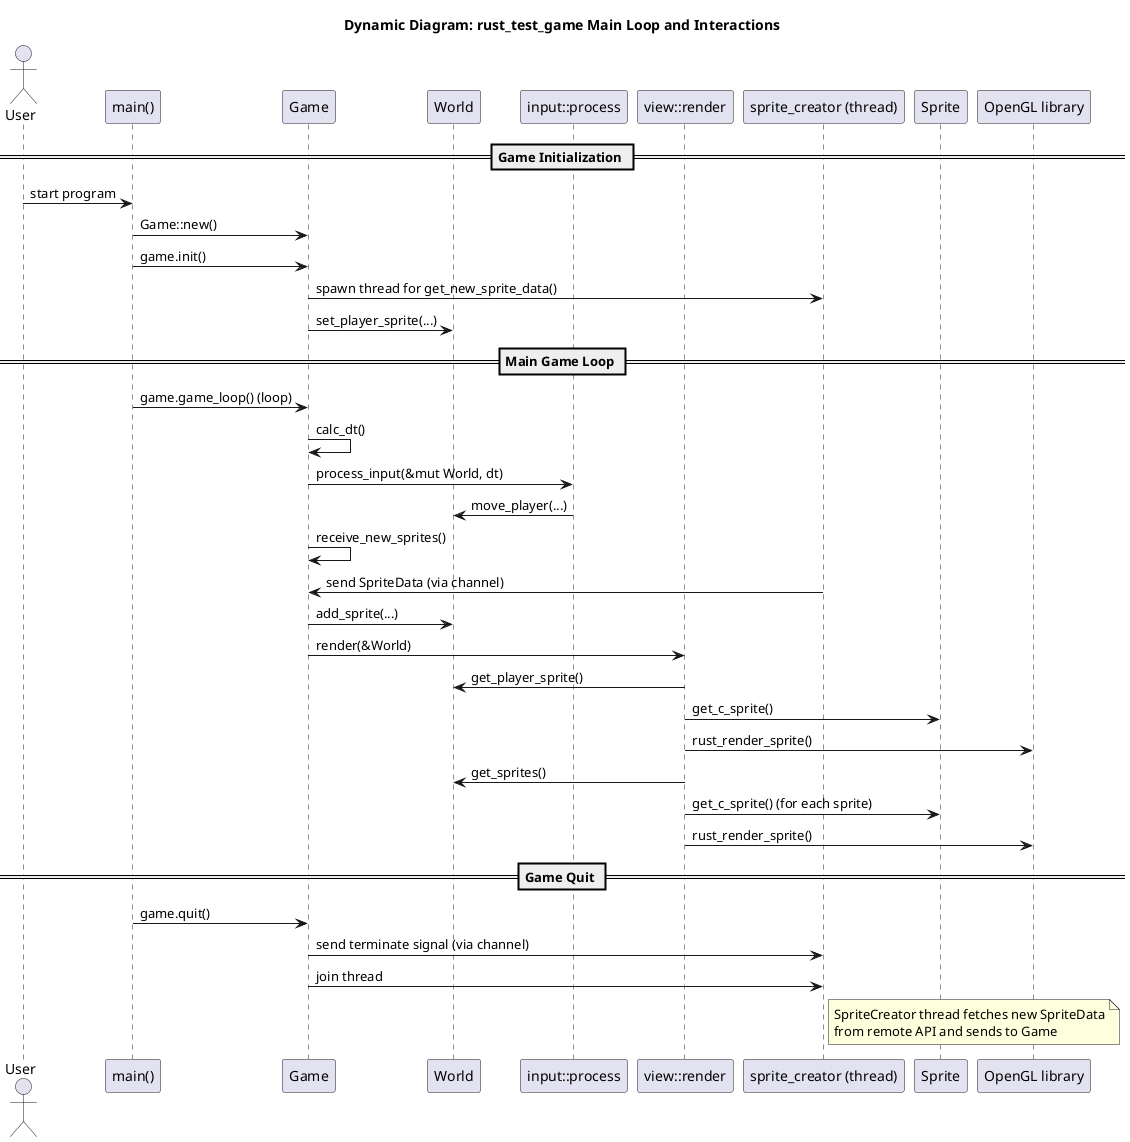 Dynamic Diagram: rust_test_game Main Loop and Interactions
User
main()
Game
World
input::process
view::render
sprite_creator (thread)
Sprite
OpenGL library
Game Initialization
start program
Game::new()
game.init()
spawn thread for get_new_sprite_data()
set_player_sprite(...)
Main Game Loop
game.game_loop() (loop)
calc_dt()
process_input(&mut World, dt)
move_player(...)
receive_new_sprites()
send SpriteData (via channel)
add_sprite(...)
render(&World)
get_player_sprite()
get_c_sprite()
rust_render_sprite()
get_sprites()
get_c_sprite() (for each sprite)
rust_render_sprite()
Game Quit
game.quit()
send terminate signal (via channel)
join thread
SpriteCreator thread fetches new SpriteData
from remote API and sends to Game
User
main()
Game
World
input::process
view::render
sprite_creator (thread)
Sprite
OpenGL library